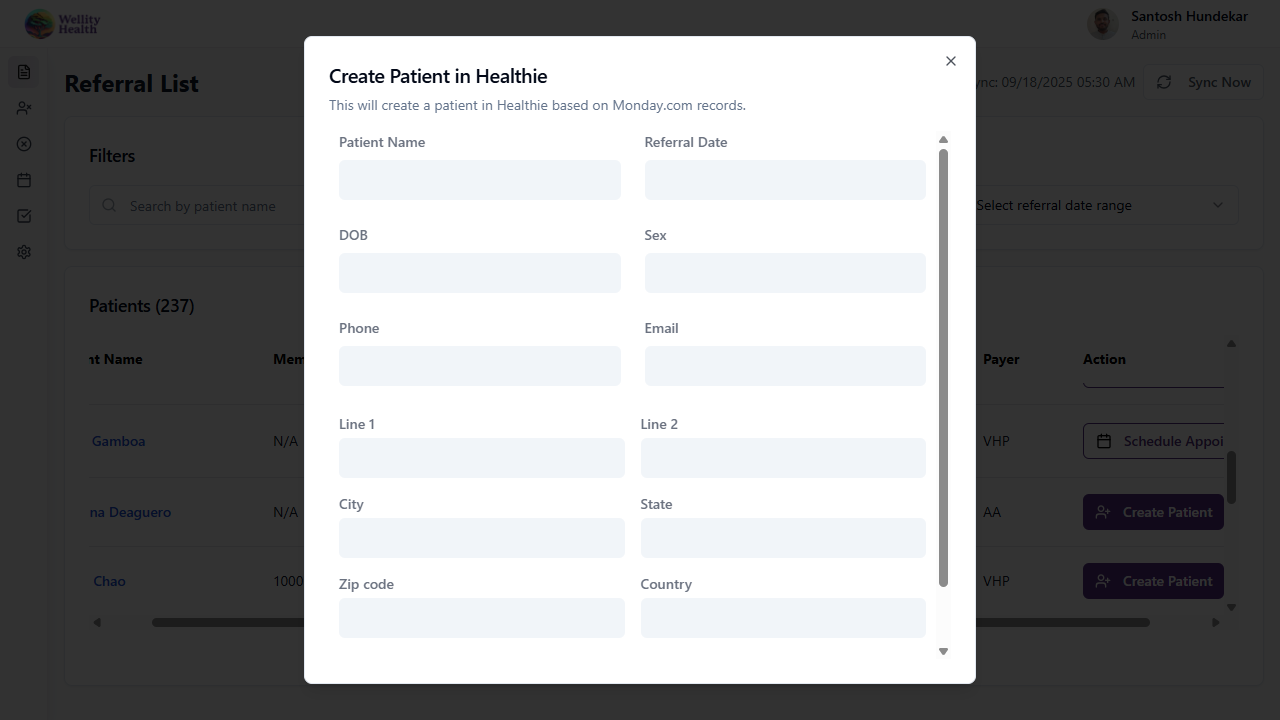 Wellity
Health
Santosh Hundekar
Admin
Referral List
ync: 09/18/2025 05:30 AM
Sync Now
Filters
Search by patient name
Select referral date range
Patients (237)
nt Name
Mem
Payer
Action
Gamboa
N/A
VHP
Schedule Appoi
na Deaguero
N/A
AA
Create Patient
Chao
1000
VHP
Create Patient
Create Patient in Healthie
This will create a patient in Healthie based on Monday.com records.
Patient Name
Referral Date
DOB
Sex
Phone
Email
Line 1
Line 2
City
State
Zip code
Country